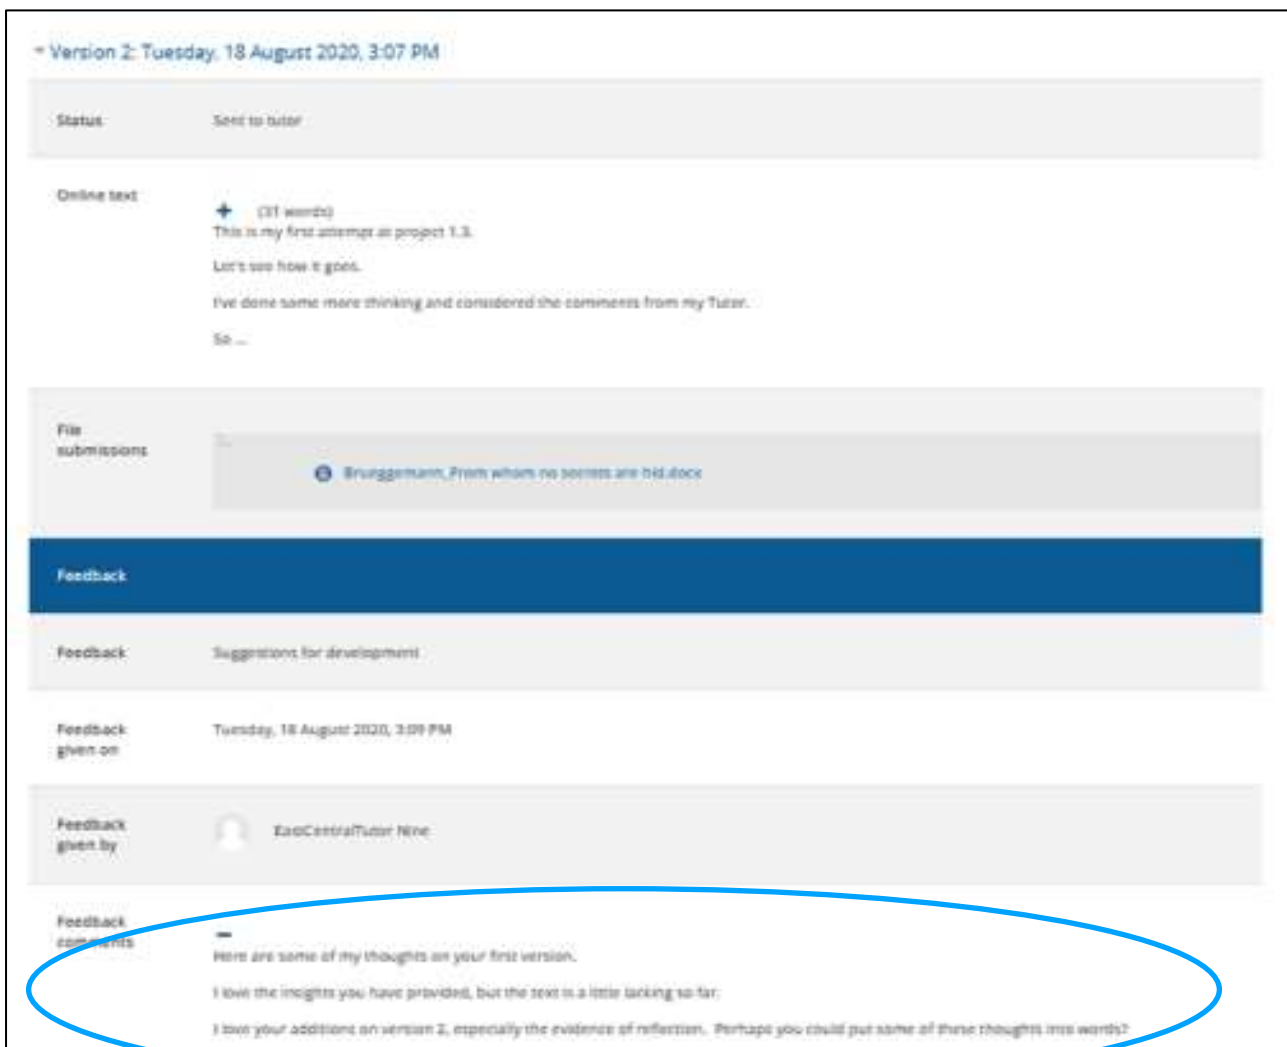 Version 2: Tuesday, 18 August 2020, 3:07 PM
Status Sent to tutor
Online text
(31 words)
This is my first attempt at project 1.3.
Let's see how it goes.
I've done some more thinking and considered the comments from my Tutor.
So ...
File
submissions
Brueggemann_From whom no secrets are hid.docx
Feedback
Feedback Suggestions for development
Feedback Tuesday, 18 August 2020, 3:09 PM
given on
Feedback
given by EastCentralTutor Nine
Feedback
comments
Here are some of my thoughts on your first version.
I love the insights you have provided, but the text is a little lacking so far.
I love your additions on version 2, especially the evidence of reflection. Perhaps you could put some of these thoughts into words?